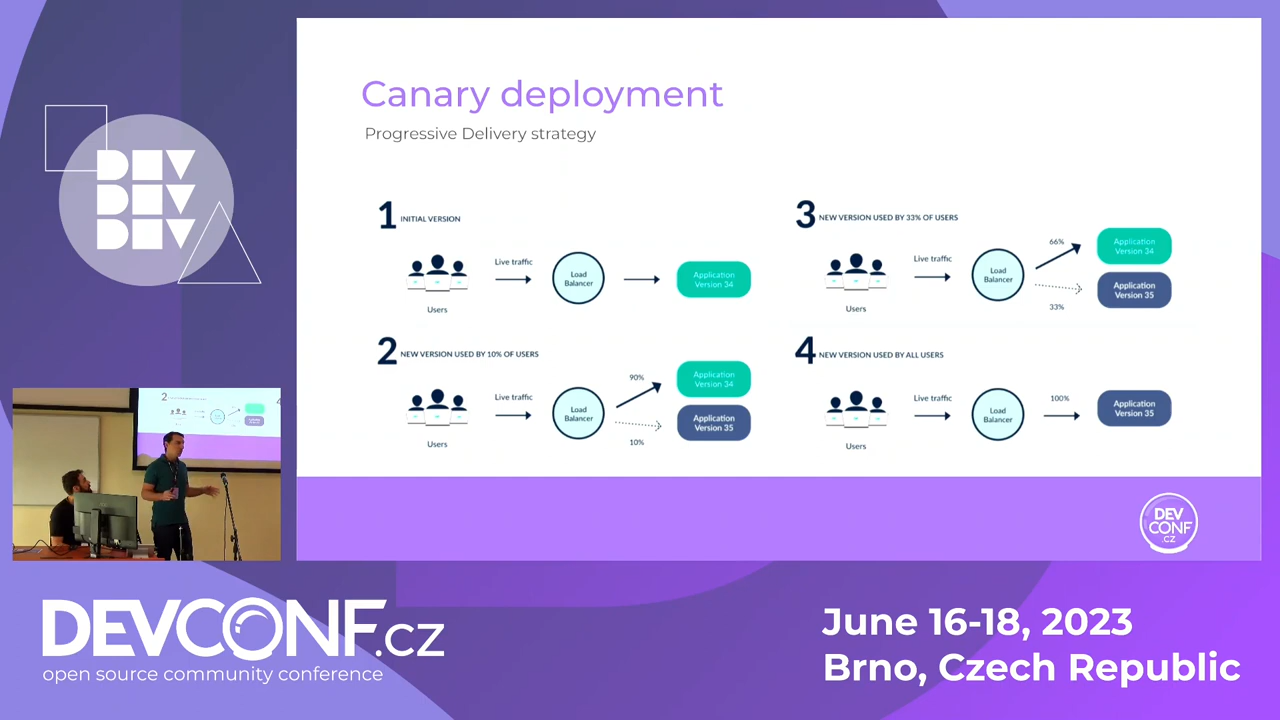 Canary deployment
Progressive Delivery strategy
1 INITIAL VERSION
Users
Live traffic
Load
Balancer
Application
Version 34
2 NEW VERSION USED BY 10% OF USERS
Users
Live traffic
Load
Balancer
90%
10%
Application
Version 34
Application
Version 35
3 NEW VERSION USED BY 33% OF USERS
Users
Live traffic
Load
Balancer
66%
33%
Application
Version 34
Application
Version 35
4 NEW VERSION USED BY ALL USERS
Users
Live traffic
Load
Balancer
100%
Application
Version 35
DEV
CONF
.CZ
DEV
DEV
DEV
2
DEVCONF.cz
open source community conference
June 16-18, 2023
Brno, Czech Republic